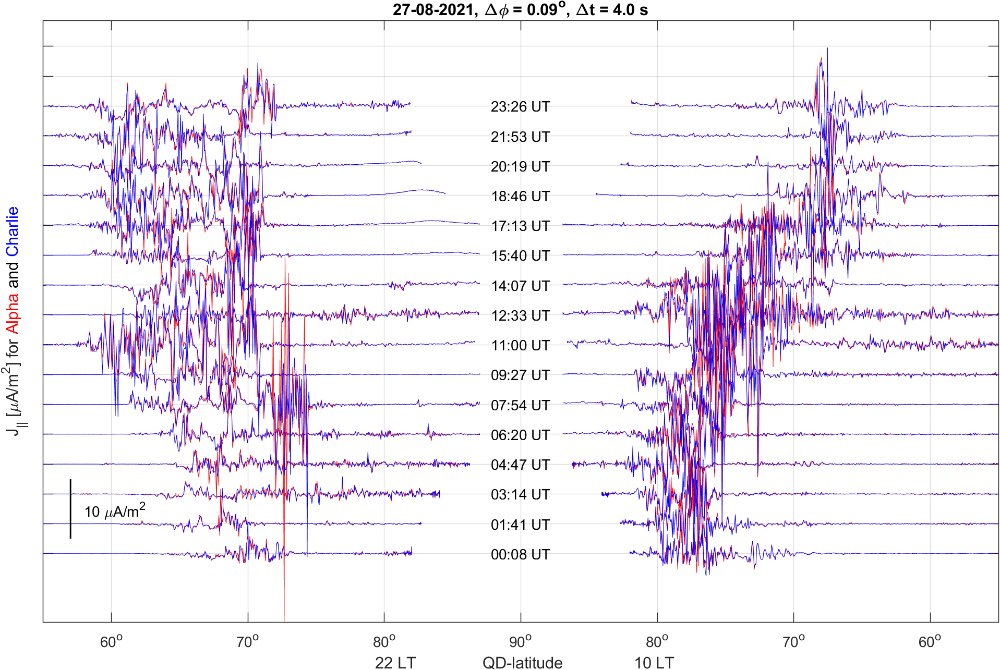 27-08-2021, Δϕ = 0.09°, Δt = 4.0 s
J|| [μA/m²] for Alpha and Charlie
23:26 UT
21:53 UT
20:19 UT
18:46 UT
17:13 UT
15:40 UT
14:07 UT
12:33 UT
11:00 UT
09:27 UT
07:54 UT
06:20 UT
04:47 UT
03:14 UT
10 μA/m²
01:41 UT
00:08 UT
60° 70° 80° 90° 80° 70° 60°
22 LT QD-latitude 10 LT